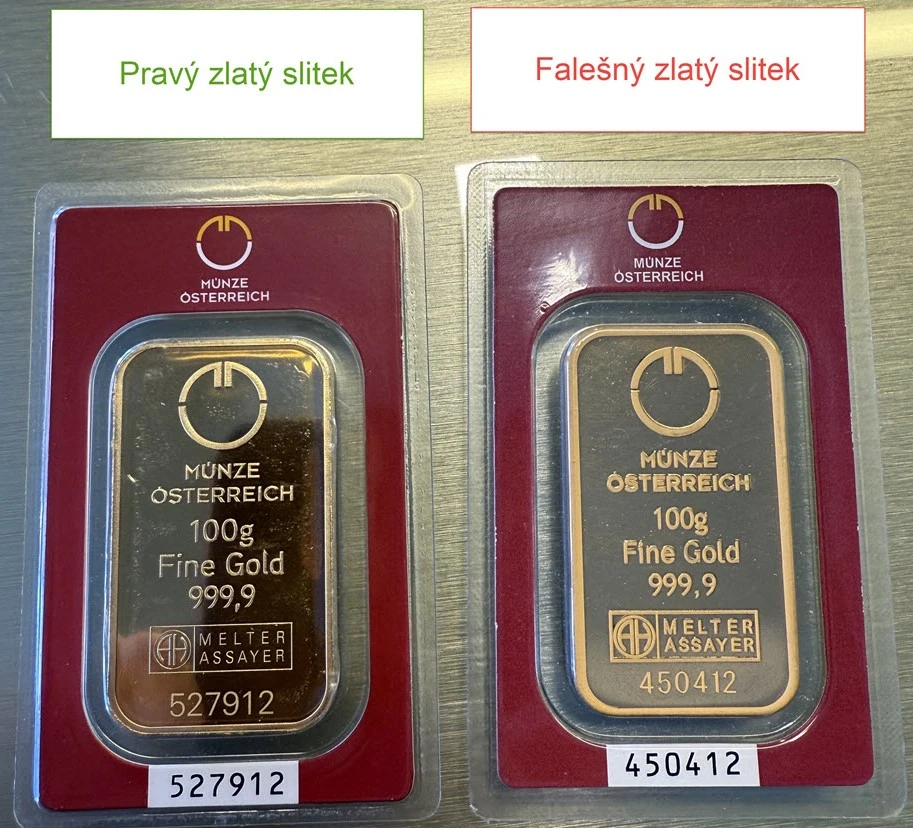 Pravý zlatý slitek
Falešný zlatý slitek
MÜNZE
ÖSTERREICH
MÜNZE
ÖSTERREICH
100g
Fine Gold
999,9
MELTER
ASSAYER
527912
527912
MÜNZE
ÖSTERREICH
MÜNZE
ÖSTERREICH
100g
Fine Gold
999,9
MELTER
ASSAYER
450412
450412